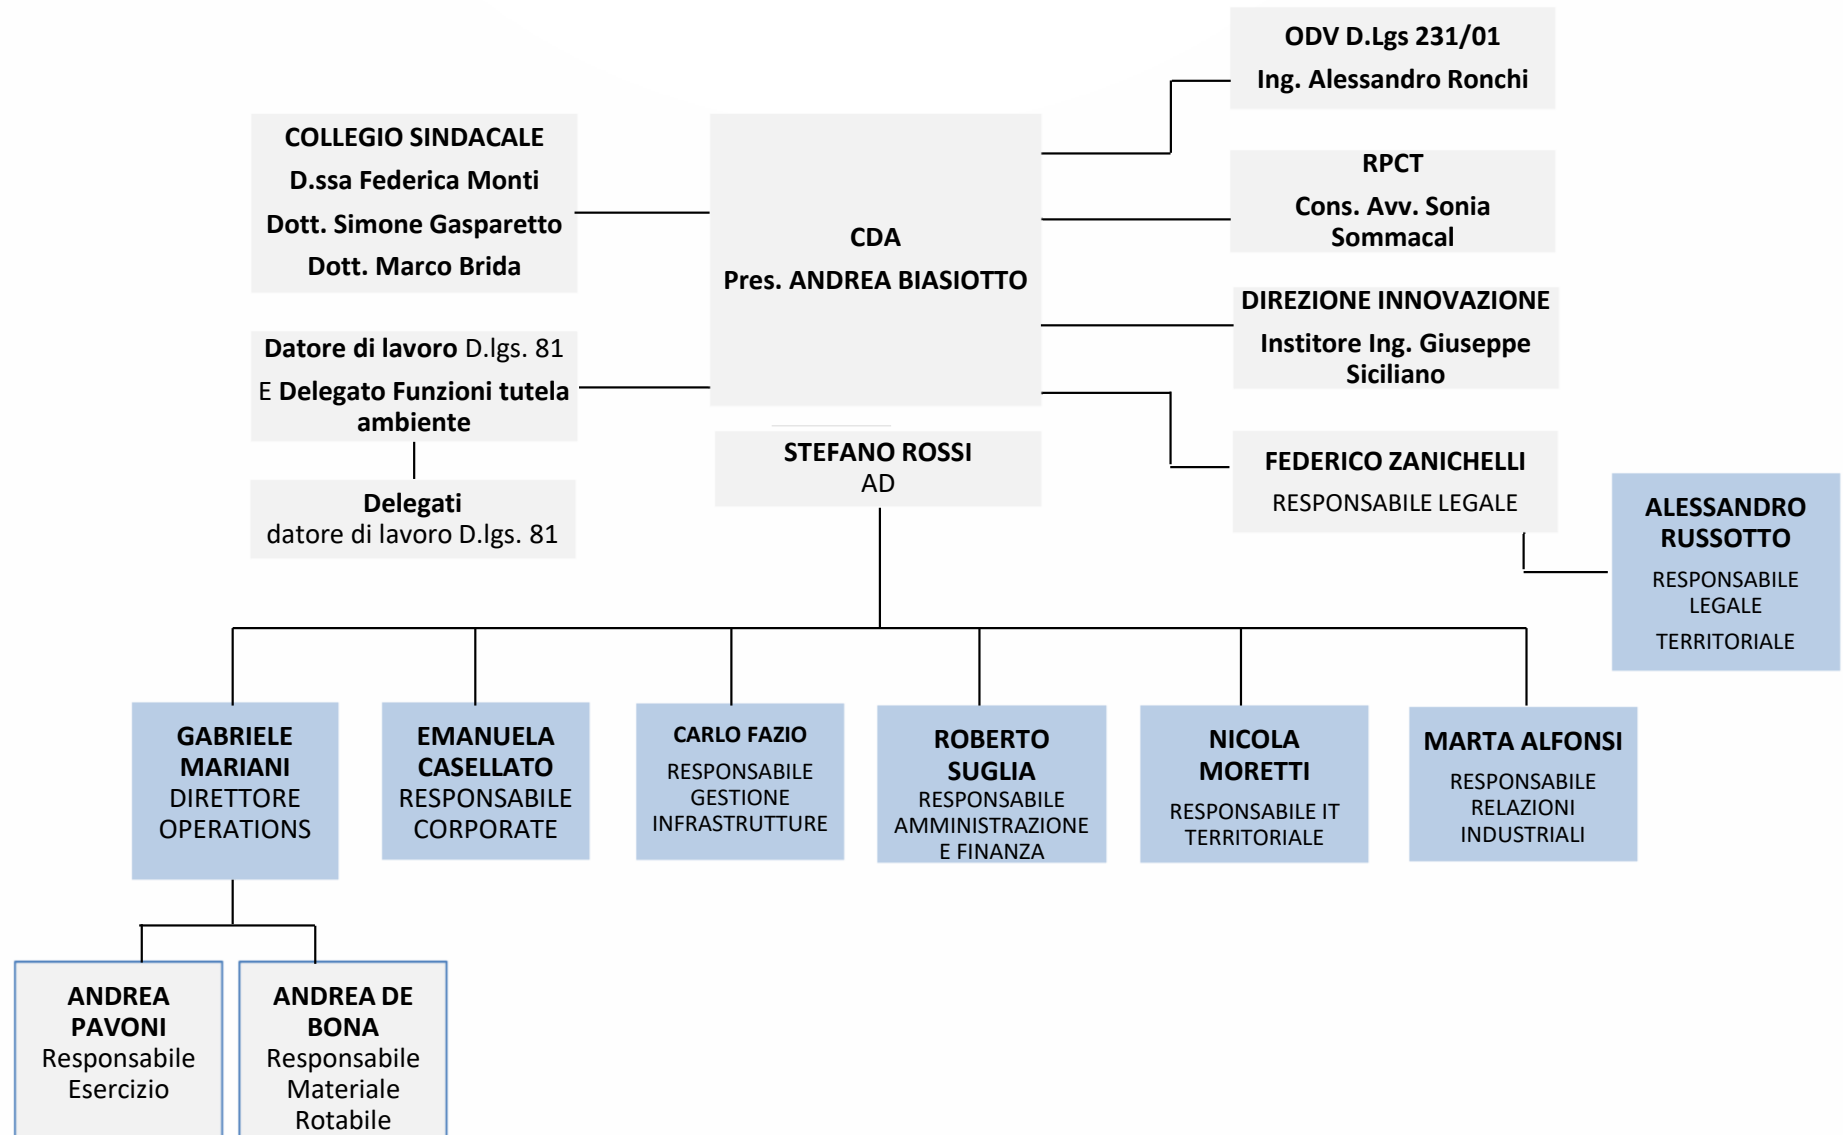 ODV D.Lgs 231/01
Ing. Alessandro Ronchi
COLLEGIO SINDACALE
D.ssa Federica Monti
Dott. Simone Gasparetto
Dott. Marco Brida
CDA
Pres. ANDREA BIASIOTTO
RPCT
Cons. Avv. Sonia
Sommacal
DIREZIONE INNOVAZIONE
Institore Ing. Giuseppe
Siciliano
Datore di lavoro D.lgs. 81
E Delegato Funzioni tutela
ambiente
Delegati
datore di lavoro D.lgs. 81
STEFANO ROSSI
AD
FEDERICO ZANICHELLI
RESPONSABILE LEGALE
ALESSANDRO
RUSSOTTO
RESPONSABILE
LEGALE
TERRITORIALE
GABRIELE
MARIANI
DIRETTORE
OPERATIONS
EMANUELA
CASELLATO
RESPONSABILE
CORPORATE
CARLO FAZIO
RESPONSABILE
GESTIONE
INFRASTRUTTURE
ROBERTO
SUGLIA
RESPONSABILE
AMMINISTRAZIONE
E FINANZA
NICOLA
MORETTI
RESPONSABILE IT
TERRITORIALE
MARTA ALFONSI
RESPONSABILE
RELAZIONI
INDUSTRIALI
ANDREA
PAVONI
Responsabile
Esercizio
ANDREA DE
BONA
Responsabile
Materiale
Rotabile